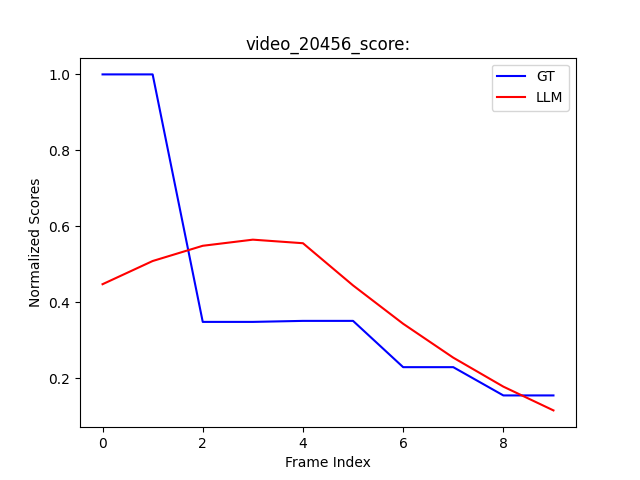 video_20456_score:
GT
LLM
Normalized Scores
1.0
0.8
0.6
0.4
0.2
0 2 4 6 8
Frame Index